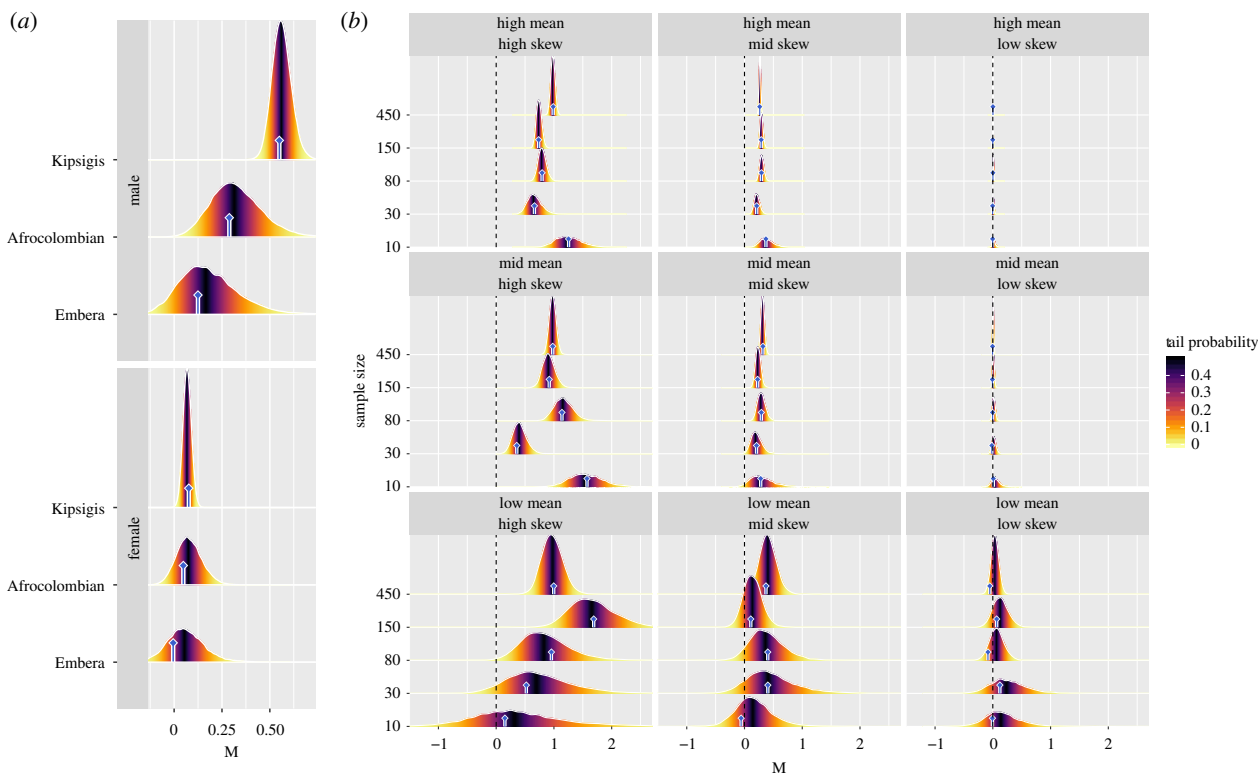 (a)
Kipsigis
Afrocolombian
Embera
male
Kipsigis
Afrocolombian
Embera
female
0
0.25
0.50
M
(b)
high mean
high skew
high mean
mid skew
high mean
low skew
450
150
80
30
10
mid mean
high skew
mid mean
mid skew
mid mean
low skew
450
150
80
30
10
sample size
low mean
high skew
low mean
mid skew
low mean
low skew
450
150
80
30
10
−1
0
1
2
−1
0
1
2
−1
0
1
2
M
tail probability
0.4
0.3
0.2
0.1
0